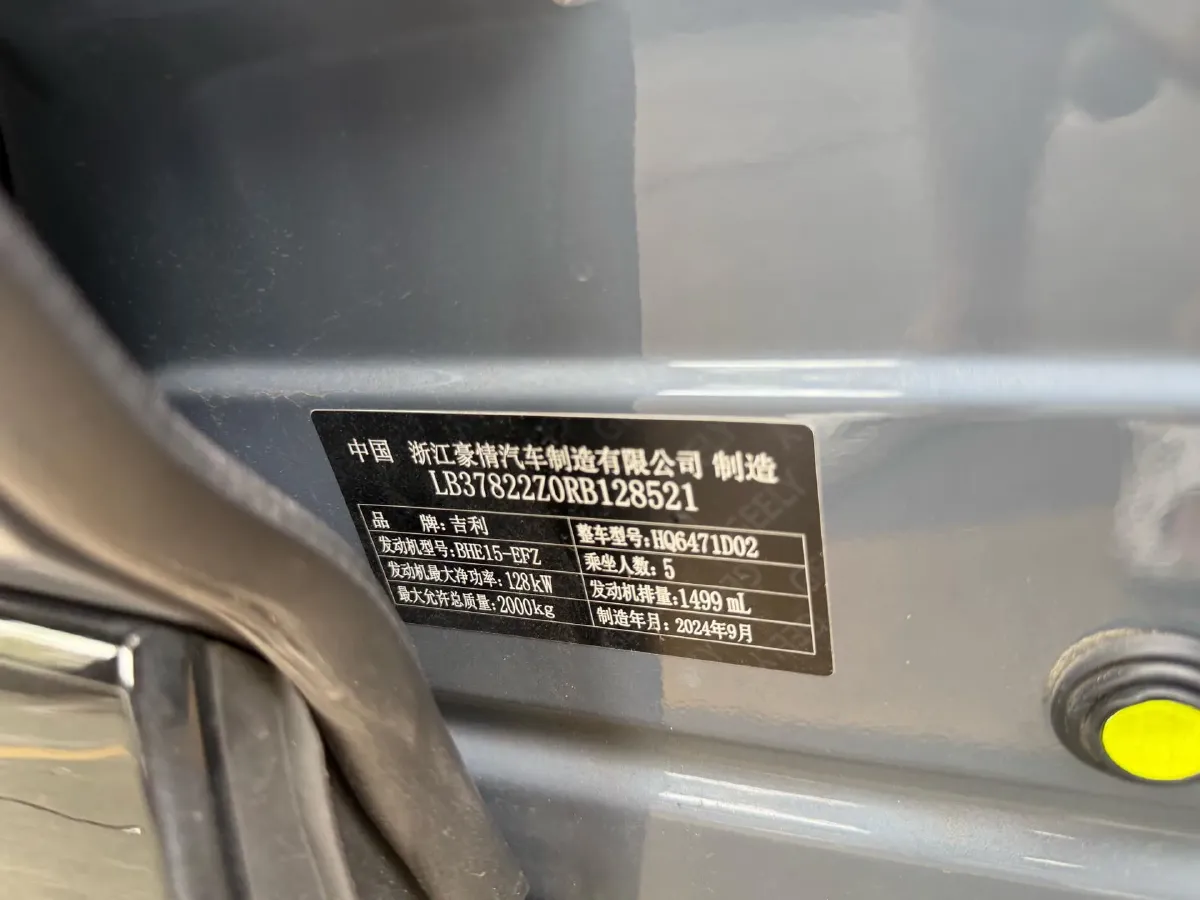 中国 浙江豪情汽车制造有限公司 制造
LB37822Z0RB128521
品 牌:吉利 整车型号:HQ6471D02
发动机型号:BHE15-EFZ 乘坐人数:5
发动机最大净功率:128kW 发动机排量:1499mL
最大允许总质量:2000kg 制造年月:2024年9月
GEELY